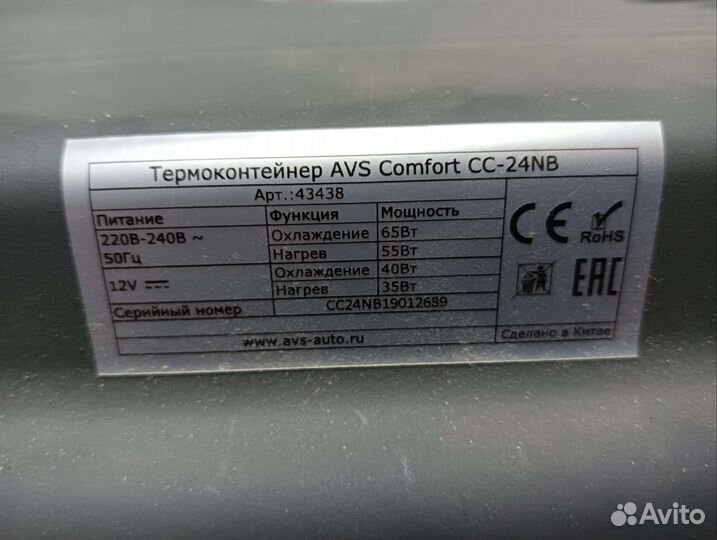 Термоконтейнер AVS Comfort CC-24NB
Арт.:43438
Питание Функция Мощность
220В-240В ~ 50Гц Охлаждение 65Вт
Нагрев 55Вт
12V Охлаждение 40Вт
Нагрев 35Вт
Серийный номер CC24NB19012689
www.avs-auto.ru Сделано в Китае
CE RoHS
EAC
Avito